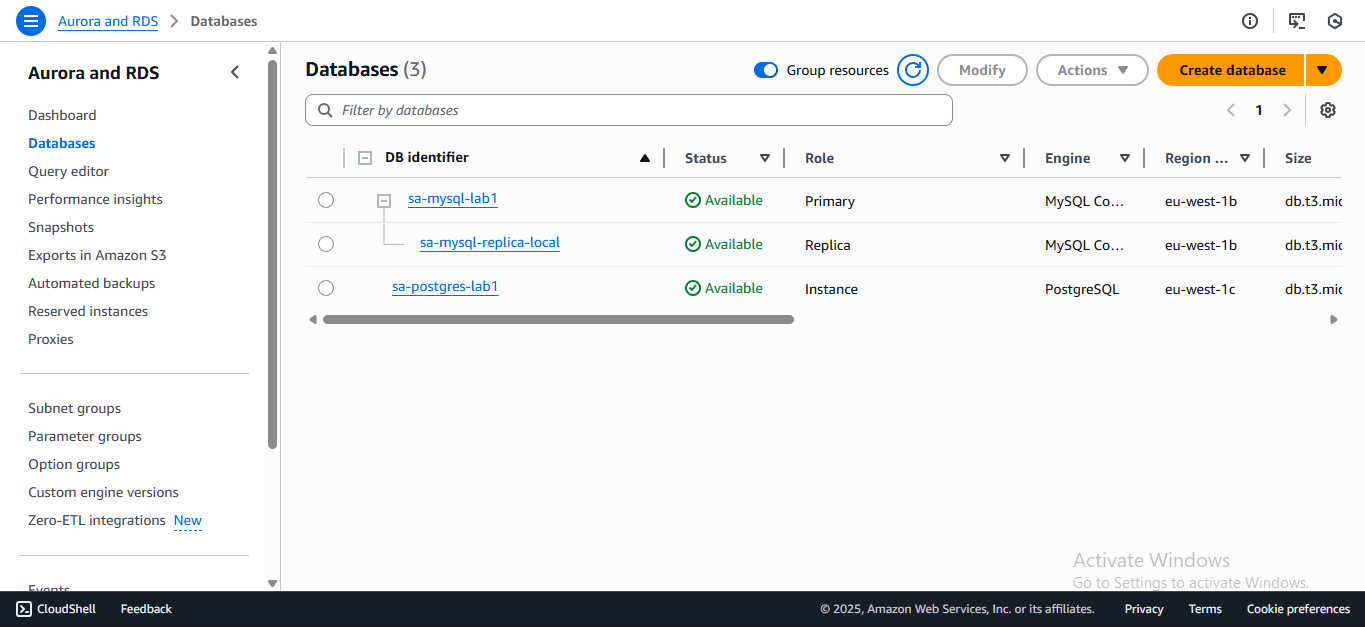 Aurora and RDS > Databases
Aurora and RDS
Dashboard
Databases
Query editor
Performance insights
Snapshots
Exports in Amazon S3
Automated backups
Reserved instances
Proxies
Subnet groups
Parameter groups
Option groups
Custom engine versions
Zero-ETL integrations New
Events
Databases (3)
Group resources
Modify
Actions
Create database
Filter by databases
1
DB identifier Status Role Engine Region ... Size
sa-mysql-lab1 Available Primary MySQL Co... eu-west-1b db.t3.mic
sa-mysql-replica-local Available Replica MySQL Co... eu-west-1b db.t3.mic
sa-postgres-lab1 Available Instance PostgreSQL eu-west-1c db.t3.mic
Activate Windows
Go to Settings to activate Windows.
CloudShell Feedback © 2025, Amazon Web Services, Inc. or its affiliates. Privacy Terms Cookie preferences